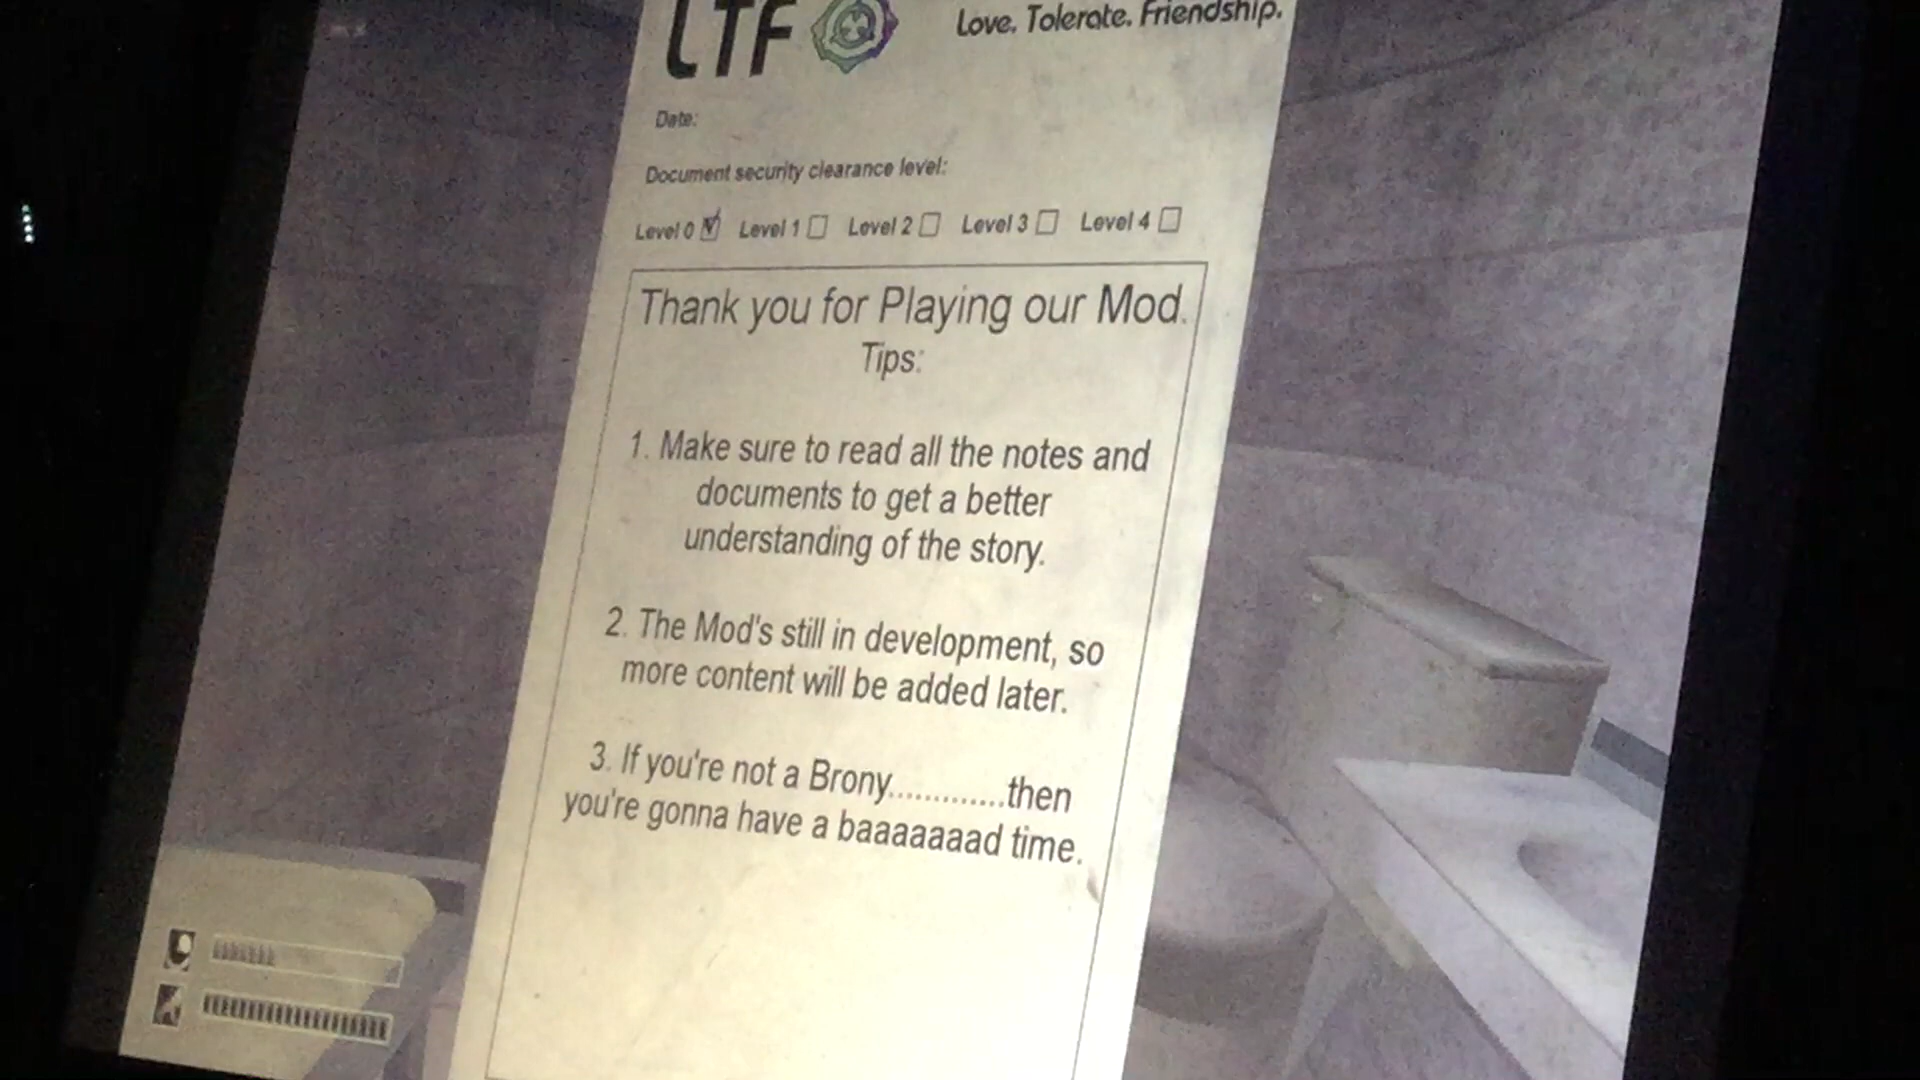 LTF
Love. Tolerate. Friendship.
Date:
Document security clearance level:
Level 0 Level 1 Level 2 Level 3 Level 4
Thank you for Playing our Mod.
Tips:
1. Make sure to read all the notes and
documents to get a better
understanding of the story.
2. The Mod's still in development, so
more content will be added later.
3. If you're not a Brony.............then
you're gonna have a baaaaaaad time.